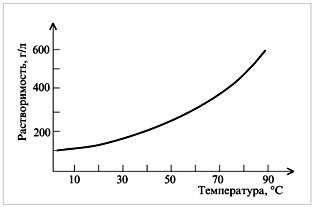 Растворимость, г/л
600
400
200
10 30 50 70 90
Температура, °С